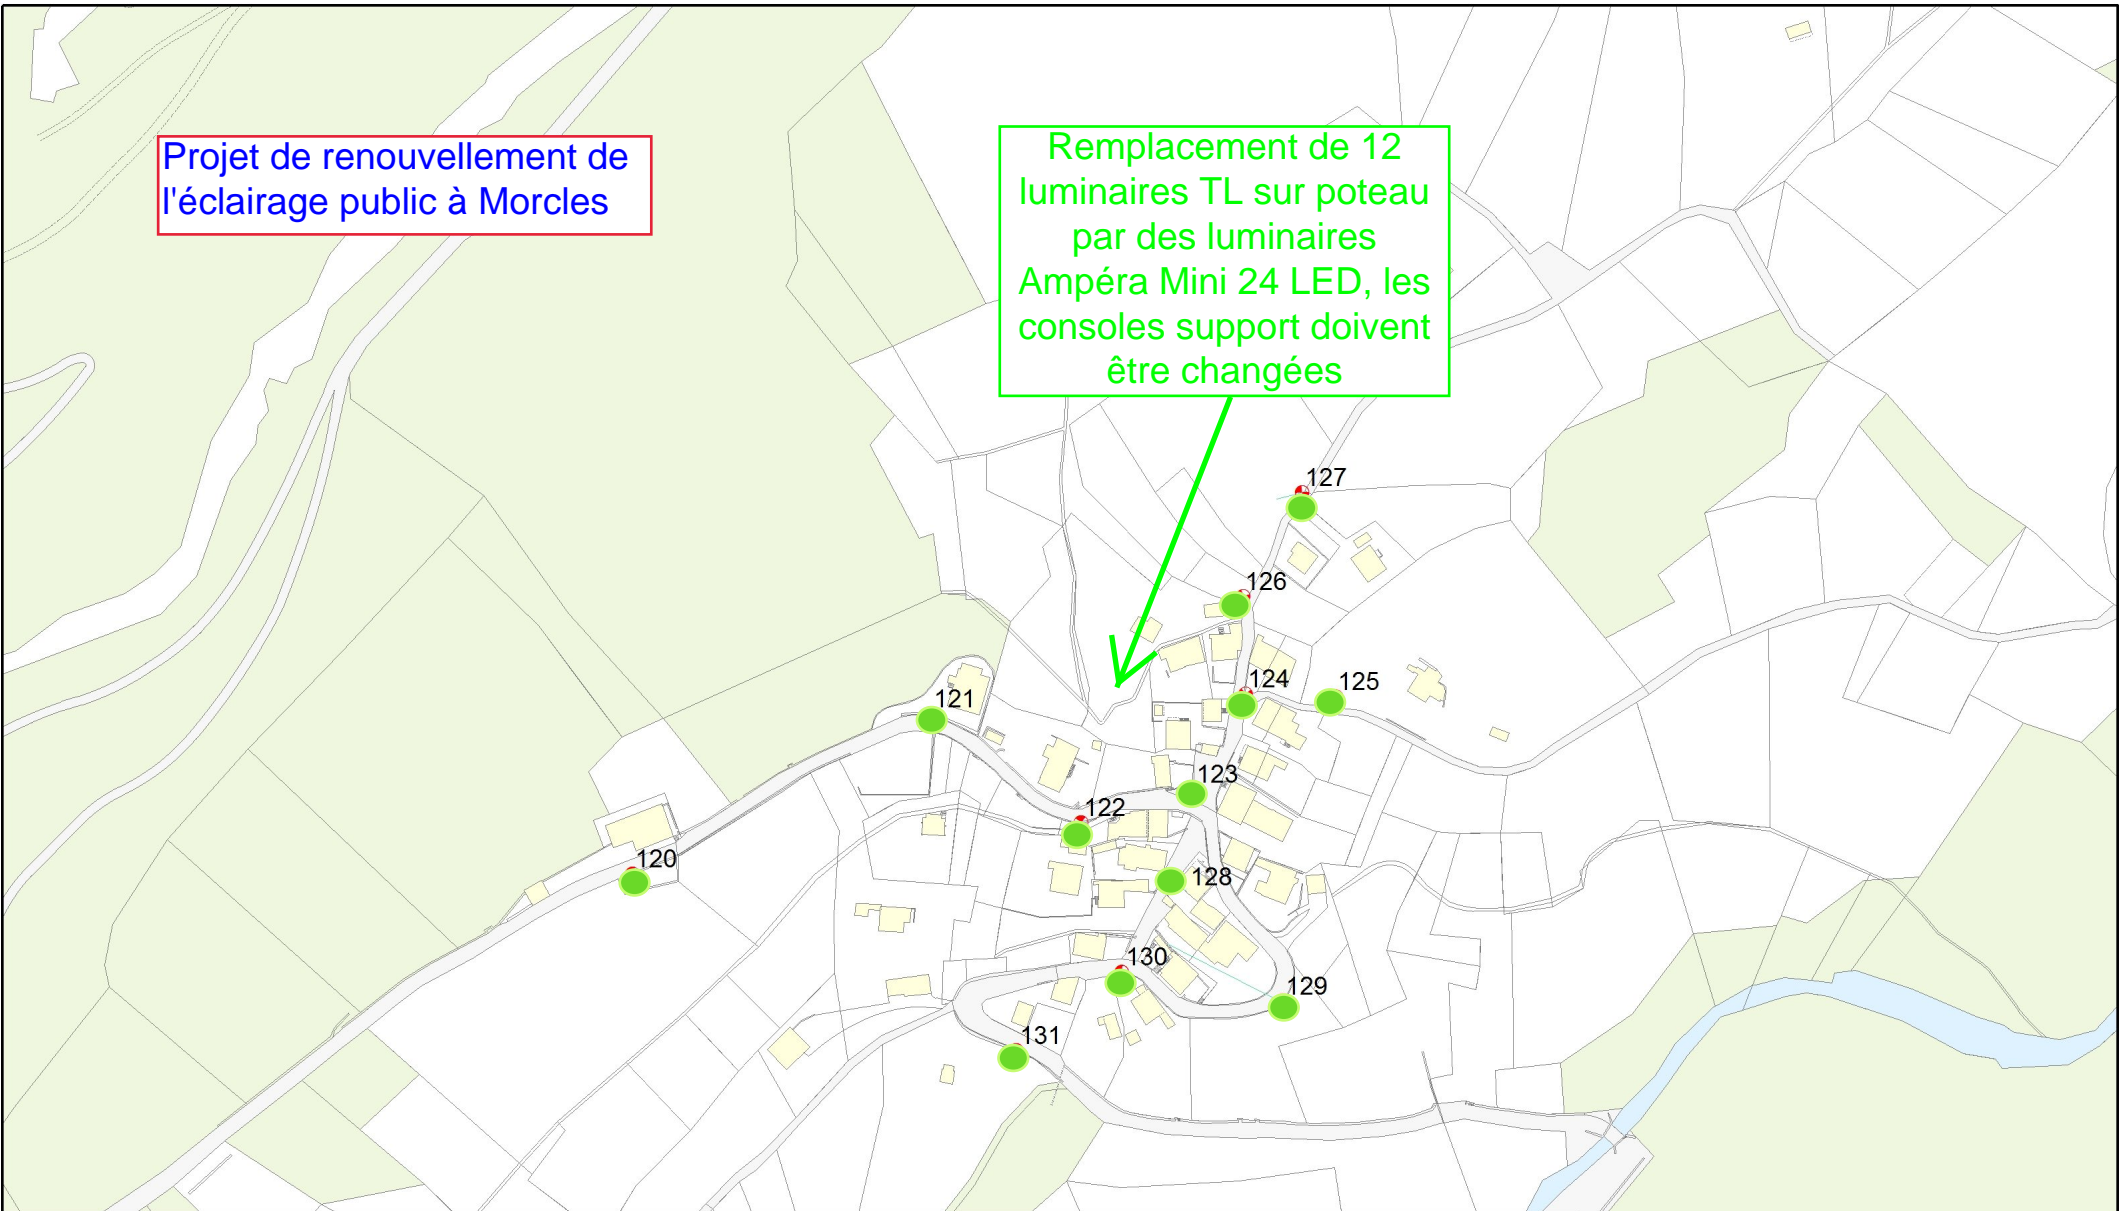 Projet de renouvellement de
l'éclairage public à Morcles
Remplacement de 12
luminaires TL sur poteau
par des luminaires
Ampéra Mini 24 LED, les
consoles support doivent
être changées
127
126
124
125
121
123
122
120
128
130
129
131